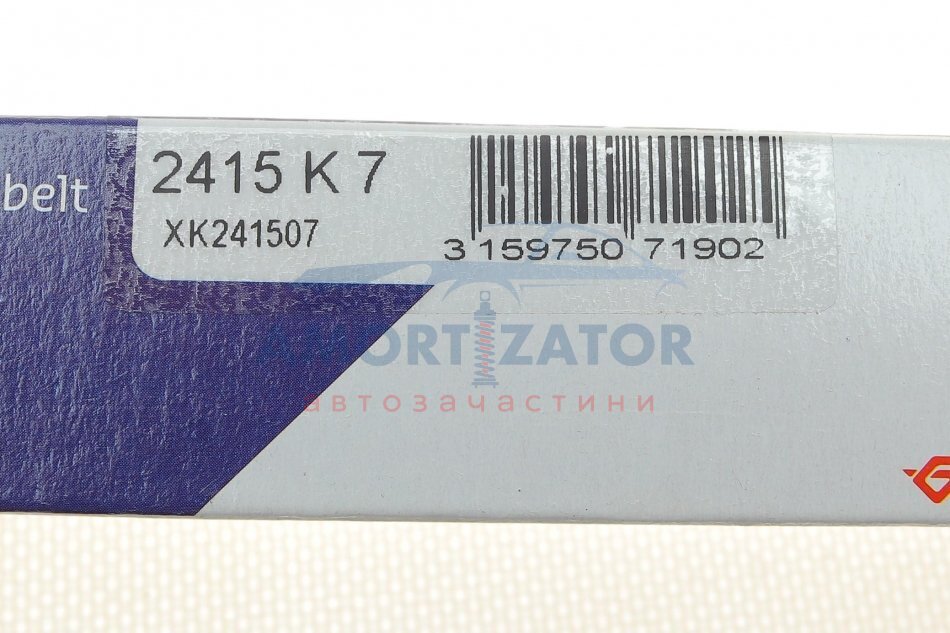 belt
2415 K 7
XK241507
3 159750 71902
AMORTIZATOR
автозачастини